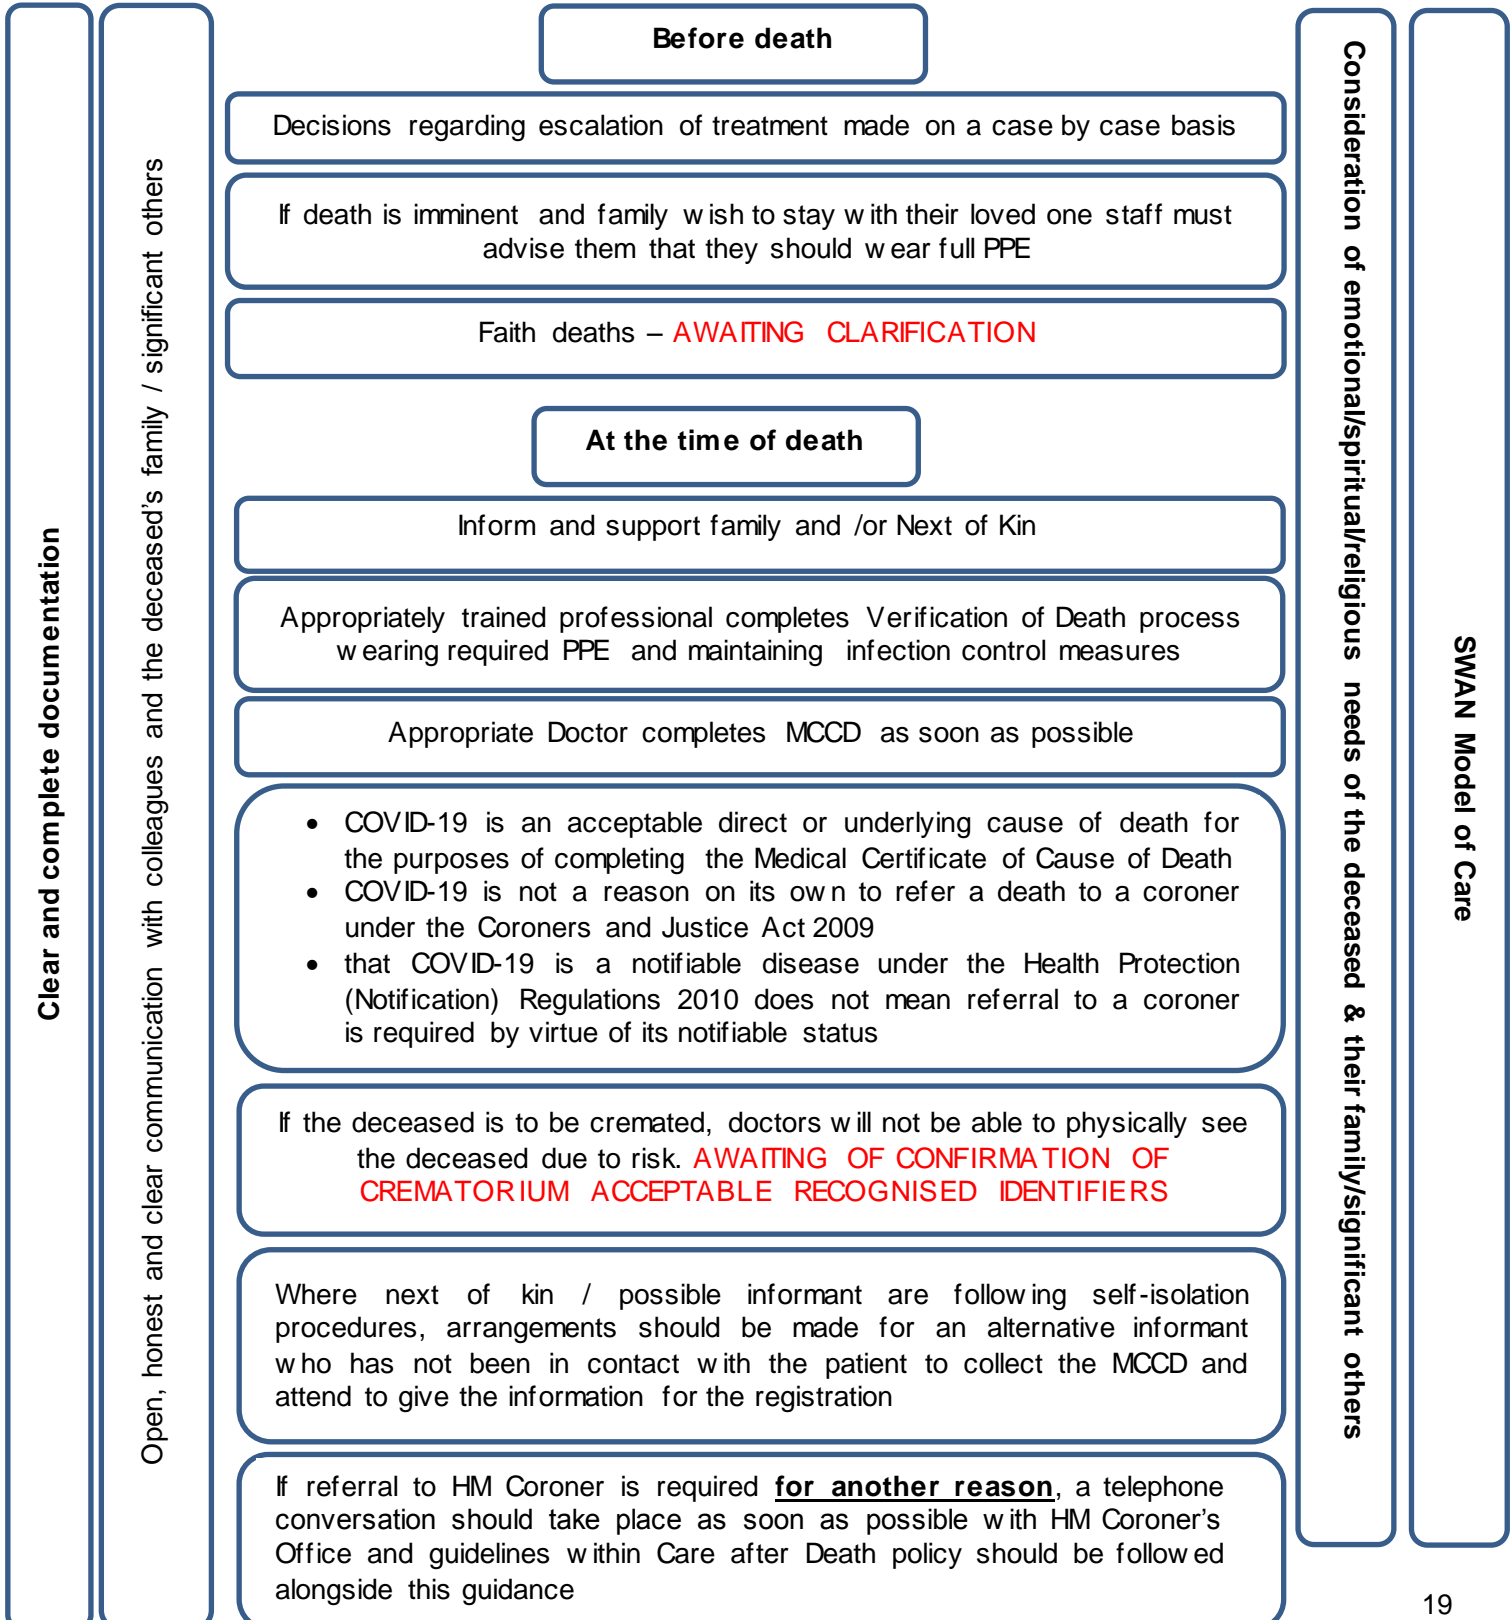 Clear and complete documentation
Open, honest and clear communication with colleagues and the deceased's family / significant others
Before death
Decisions regarding escalation of treatment made on a case by case basis
If death is imminent and family wish to stay with their loved one staff must
advise them that they should wear full PPE
Faith deaths – AWAITING CLARIFICATION
At the time of death
Inform and support family and /or Next of Kin
Appropriately trained professional completes Verification of Death process
wearing required PPE and maintaining infection control measures
Appropriate Doctor completes MCCD as soon as possible
• COVID-19 is an acceptable direct or underlying cause of death for
the purposes of completing the Medical Certificate of Cause of Death
• COVID-19 is not a reason on its own to refer a death to a coroner
under the Coroners and Justice Act 2009
• that COVID-19 is a notifiable disease under the Health Protection
(Notification) Regulations 2010 does not mean referral to a coroner
is required by virtue of its notifiable status
If the deceased is to be cremated, doctors will not be able to physically see
the deceased due to risk. AWAITING OF CONFIRMATION OF
CREMATORIUM ACCEPTABLE RECOGNISED IDENTIFIERS
Where next of kin / possible informant are following self-isolation
procedures, arrangements should be made for an alternative informant
who has not been in contact with the patient to collect the MCCD and
attend to give the information for the registration
If referral to HM Coroner is required for another reason, a telephone
conversation should take place as soon as possible with HM Coroner's
Office and guidelines within Care after Death policy should be followed
alongside this guidance
Consideration of emotional/spiritual/religious needs of the deceased & their family/significant others
SWAN Model of Care
19